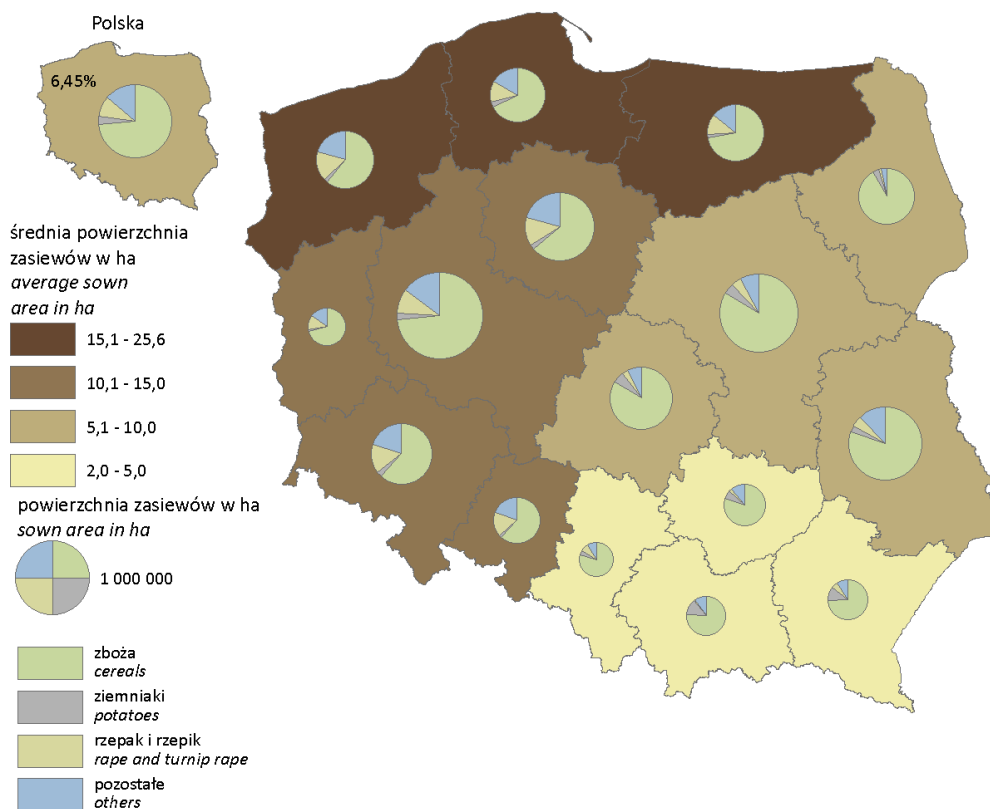 Polska
6,45%
średnia powierzchnia
zasiewów w ha
average sown
area in ha
15,1 - 25,6
10,1 - 15,0
5,1 - 10,0
2,0 - 5,0
powierzchnia zasiewów w ha
sown area in ha
1 000 000
zboża
cereals
ziemniaki
potatoes
rzepak i rzepik
rape and turnip rape
pozostałe
others